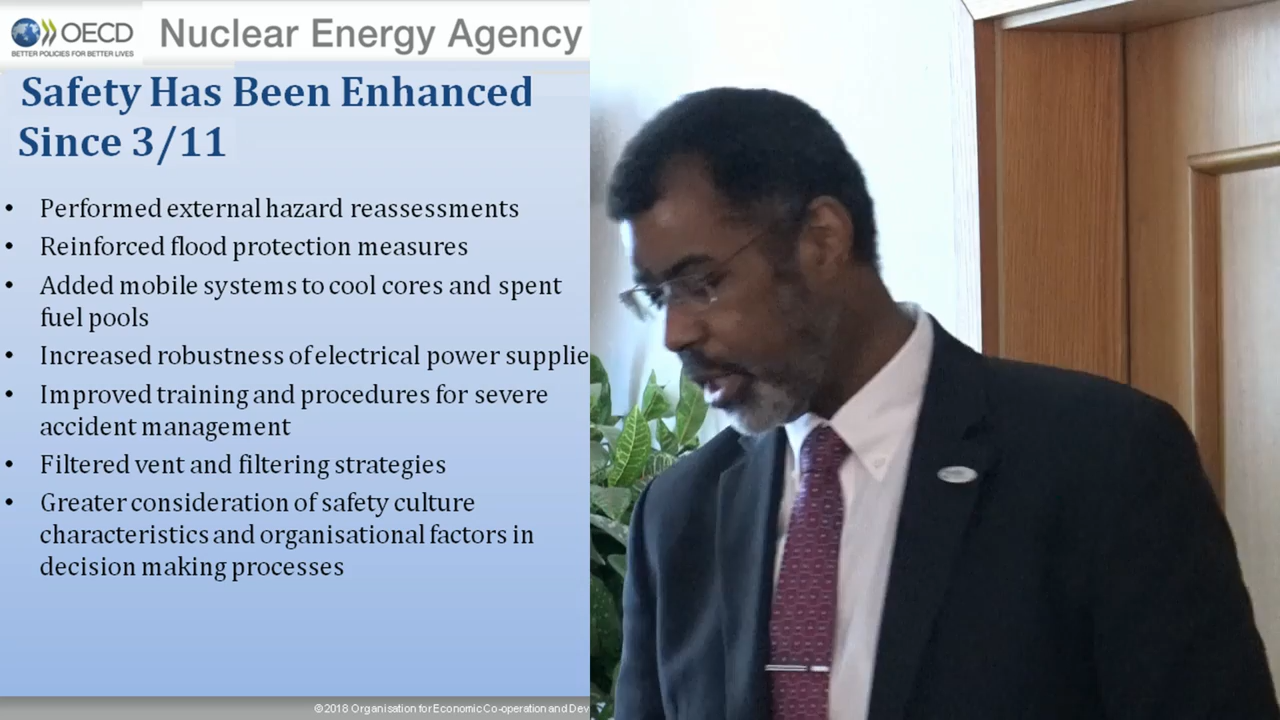 OECD
BETTER POLICIES FOR BETTER LIVES
Nuclear Energy Agency
Safety Has Been Enhanced
Since 3/11
• Performed external hazard reassessments
• Reinforced flood protection measures
• Added mobile systems to cool cores and spent
fuel pools
• Increased robustness of electrical power supplie
• Improved training and procedures for severe
accident management
• Filtered vent and filtering strategies
• Greater consideration of safety culture
characteristics and organisational factors in
decision making processes
©2018 Organisation for Economic Co-operation and Dev